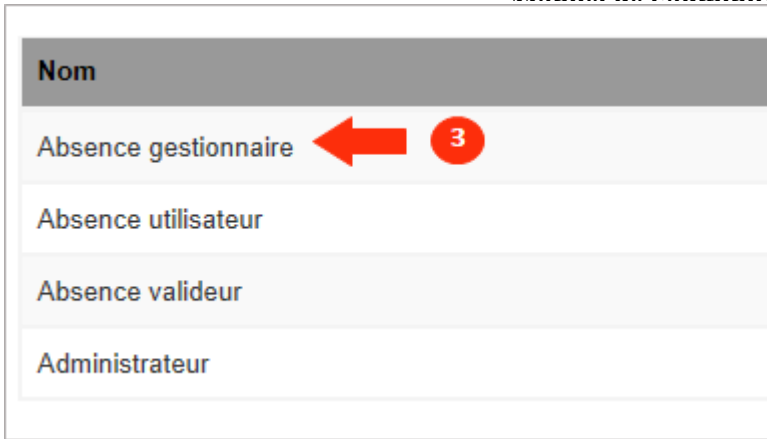 Nom
Absence gestionnaire 3
Absence utilisateur
Absence valideur
Administrateur